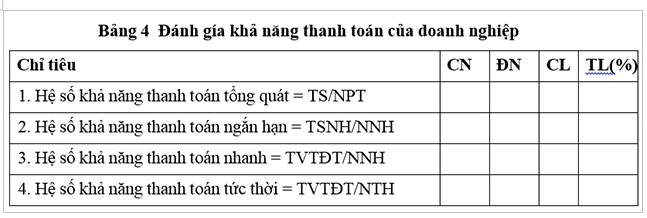 Bảng 4 Đánh gía khả năng thanh toán của doanh nghiệp
Chỉ tiêu CN ĐN CL TL(%)
1. Hệ số khả năng thanh toán tổng quát = TS/NPT
2. Hệ số khả năng thanh toán ngắn hạn = TSNH/NNH
3. Hệ số khả năng thanh toán nhanh = TVTĐT/NNH
4. Hệ số khả năng thanh toán tức thời = TVTĐT/NTH